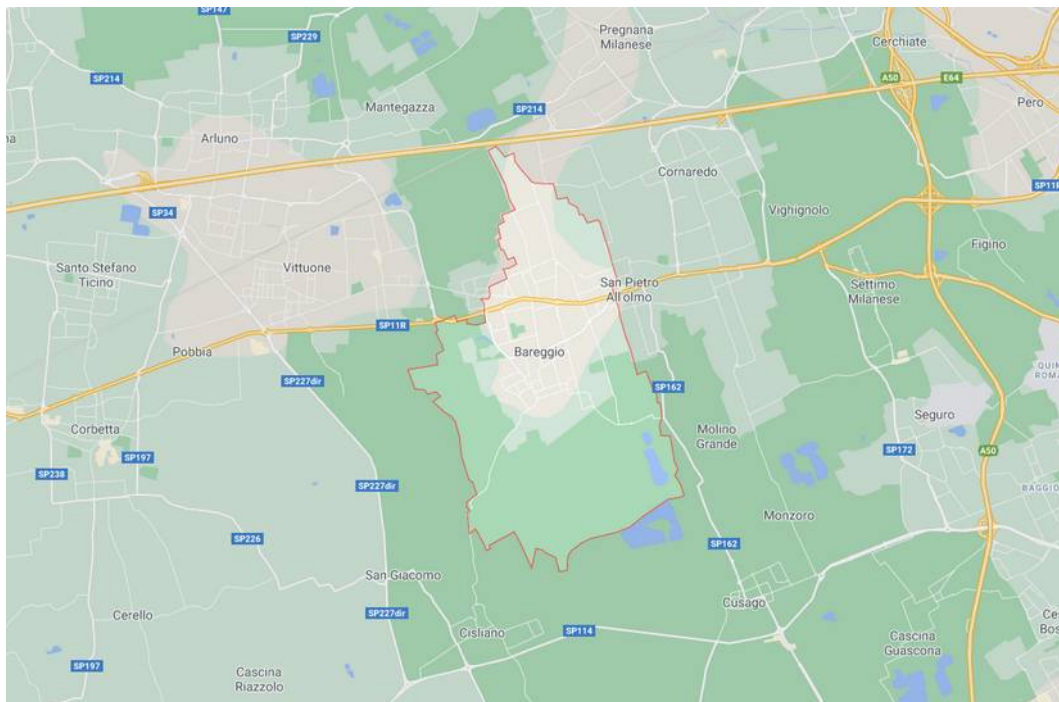 SP147
SP229
Pregnana
Milanese
Cerchiate
SP214
A50
E64
Mantegazza
SP214
Pero
Arluno
Cornaredo
SP34
Vighignolo
Figino
Santo Stefano
Ticino
Vittuone
San Pietro
All'olmo
Settimo
Milanese
SP11R
Pobbia
Bareggio
SP227dir
SP162
Seguro
Corbetta
Molino
Grande
SP197
SP172
A50
SP238
SP227dir
Monzoro
SP226
SP162
San Giacomo
Cusago
Cerello
SP227dir
Cisliano
SP114
Cascina
Guascona
SP197
Cascina
Riazzolo